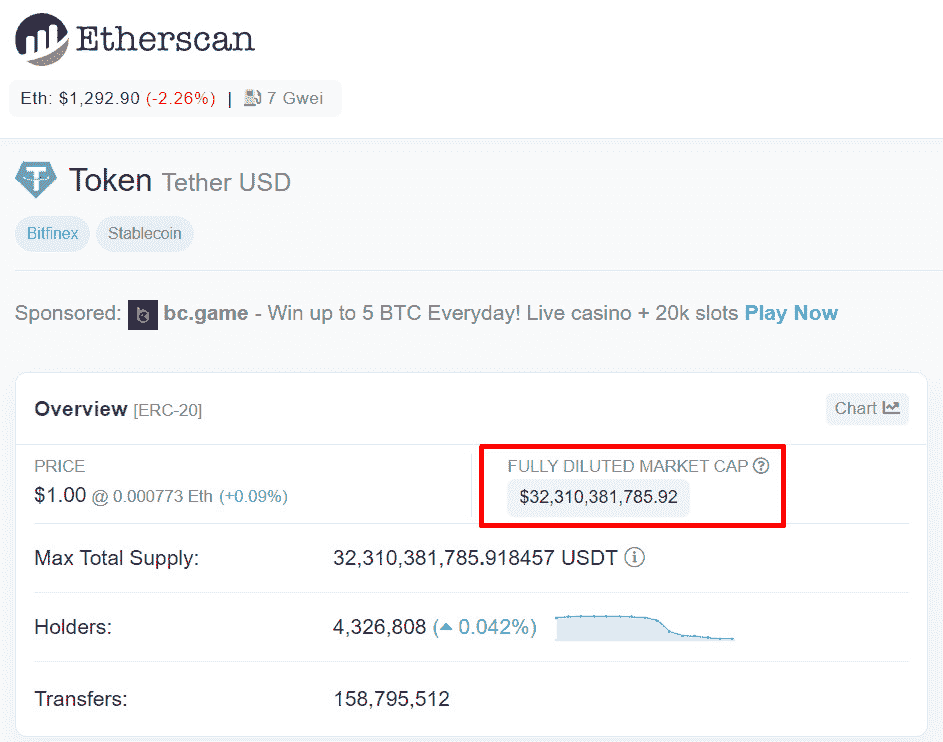 Etherscan
Eth: $1,292.90 (-2.26%) | 7 Gwei
Token Tether USD
Bitfinex Stablecoin
Sponsored: bc.game - Win up to 5 BTC Everyday! Live casino + 20k slots Play Now
Overview [ERC-20] Chart
PRICE FULLY DILUTED MARKET CAP
$1.00 @ 0.000773 Eth (+0.09%) $32,310,381,785.92
Max Total Supply: 32,310,381,785.918457 USDT
Holders: 4,326,808 (▲ 0.042%)
Transfers: 158,795,512